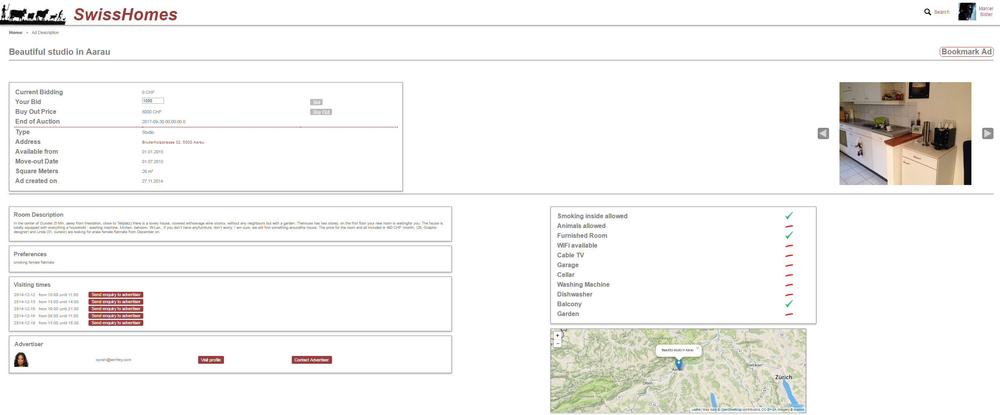 SwissHomes
Search
Marcel
Sidler
Home > Ad Description
Beautiful studio in Aarau
Bookmark Ad
Current Bidding 0 CHF
Your Bid 1000 Bid
Buy Out Price 8000 CHF Buy Out
End of Auction 2017-09-30 00:00:00.0
Type Studio
Address Bruderholzstrasse 32, 5000 Aarau
Available from 01.01.2015
Move-out Date 01.07.2015
Square Meters 26 m²
Ad created on 27.11.2014
Room Description
In the center of Gundeli (5 Min. away from thestation, close to Tellplatz) there is a lovely house, covered withsavage wine stocks, without any neighbours but with a garden. Thehouse has two storey, on the first floor your new room is waitingfor you. The house is
totally equipped with everything a household : washing machine, kitchen, batroom, W-Lan...if you don´t have anyfurniture, don´t worry, I am sure, we will find something aroundthe house. The price for the room and all included is 480 CHF /month. (29, Graphic
designer) and Linda (31, curator) are looking for anew female flatmate from December on.
Preferences
smoking female flatmate
Visiting times
2014-12-12 from 10:00 until 11:00 Send enquiry to advertiser
2014-12-13 from 13:00 until 14:00 Send enquiry to advertiser
2014-12-15 from 19:00 until 21:00 Send enquiry to advertiser
2014-12-16 from 08:00 until 11:00 Send enquiry to advertiser
2014-12-19 from 13:00 until 15:30 Send enquiry to advertiser
Advertiser
oprah@winfrey.com Visit profile Contact Advertiser
Smoking inside allowed
Animals allowed
Furnished Room
WiFi available
Cable TV
Garage
Cellar
Washing Machine
Dishwasher
Balcony
Garden
+
−
Jurapark Aargau
A51
Beautiful studio in Aarau ×
A1
Dietikon
Aarau
Zürich
Olten
A4
Naturpark Thal
A1
A4
A2
A4
Zürichsee
Leaflet | Map data © OpenStreetMap contributors, CC-BY-SA, Imagery © Mapbox